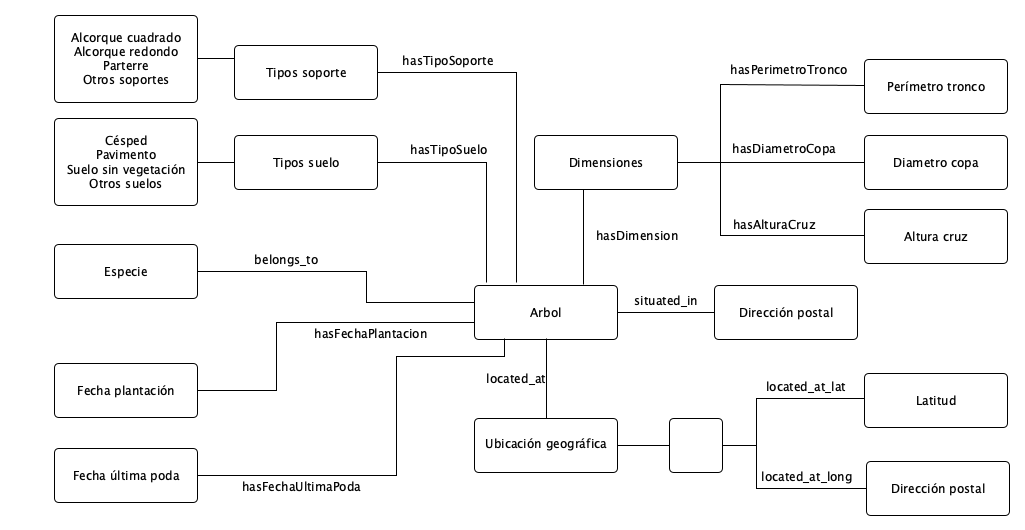 Alcorque cuadrado
Alcorque redondo
Parterre
Otros soportes
Tipos soporte
hasTipoSoporte
hasPerimetroTronco
Perímetro tronco
Césped
Pavimento
Suelo sin vegetación
Otros suelos
Tipos suelo
hasTipoSuelo
Dimensiones
hasDiametroCopa
Diametro copa
hasAlturaCruz
Altura cruz
hasDimension
Especie
belongs_to
Arbol
situated_in
Dirección postal
hasFechaPlantacion
Fecha plantación
located_at
located_at_lat
Latitud
Ubicación geográfica
Fecha última poda
hasFechaUltimaPoda
located_at_long
Dirección postal